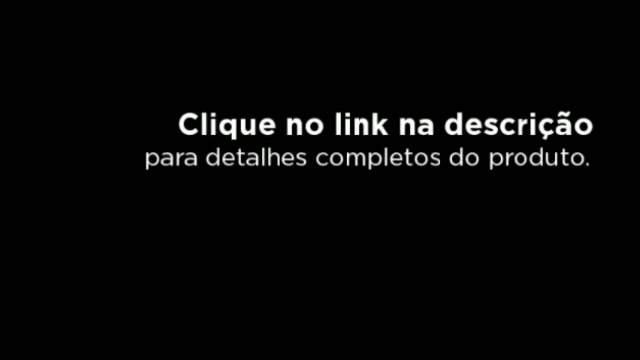 Clique no link na descrição
para detalhes completos do produto.